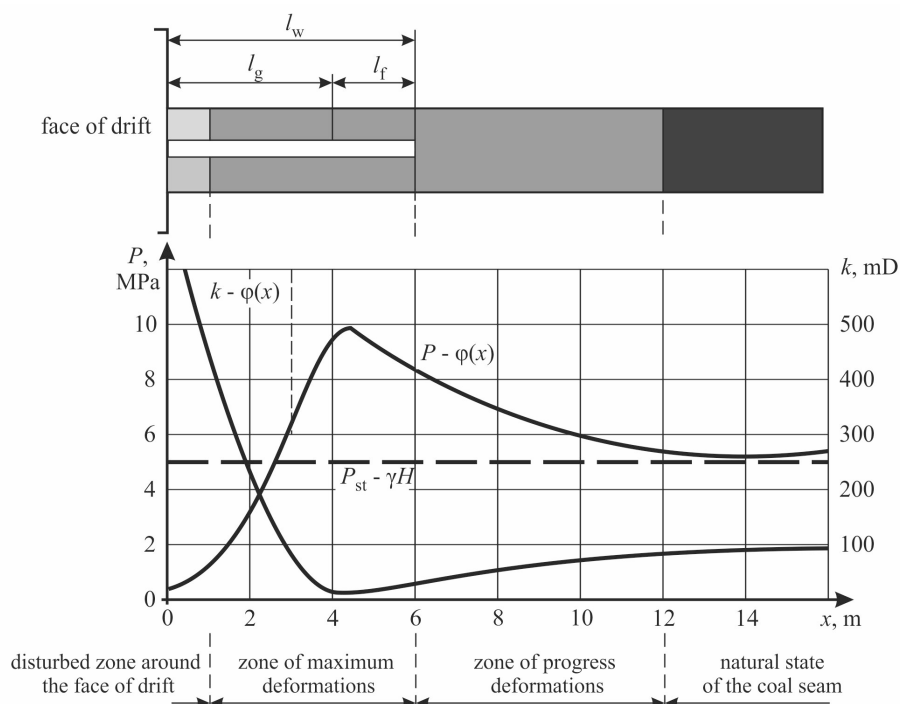 l_w
l_g
l_f
face of drift
P,
MPa
k, mD
k - φ(x)
10
500
P - φ(x)
8
400
6
300
P_st - γH
4
200
2
100
0
0 2 4 6 8 10 12 14 x, m
disturbed zone around
the face of drift
zone of maximum
deformations
zone of progress
deformations
natural state
of the coal seam